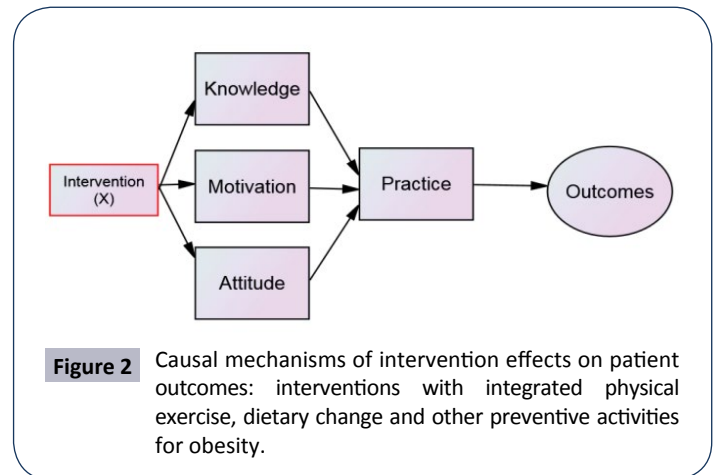 Knowledge
Intervention
(X)
Motivation
Practice
Outcomes
Attitude
Figure 2 Causal mechanisms of intervention effects on patient
outcomes: interventions with integrated physical
exercise, dietary change and other preventive activities
for obesity.